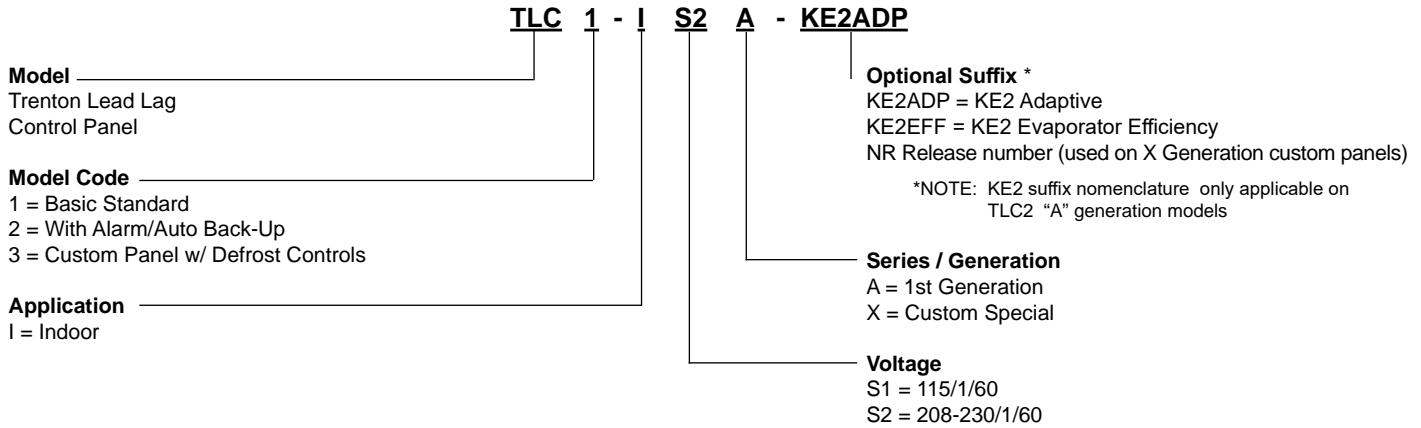 TLC 1 - I S2 A - KE2ADP
Model
Trenton Lead Lag
Control Panel
Model Code
1 = Basic Standard
2 = With Alarm/Auto Back-Up
3 = Custom Panel w/ Defrost Controls
Application
I = Indoor
Optional Suffix *
KE2ADP = KE2 Adaptive
KE2EFF = KE2 Evaporator Efficiency
NR Release number (used on X Generation custom panels)
*NOTE: KE2 suffix nomenclature only applicable on
TLC2 “A” generation models
Series / Generation
A = 1st Generation
X = Custom Special
Voltage
S1 = 115/1/60
S2 = 208-230/1/60